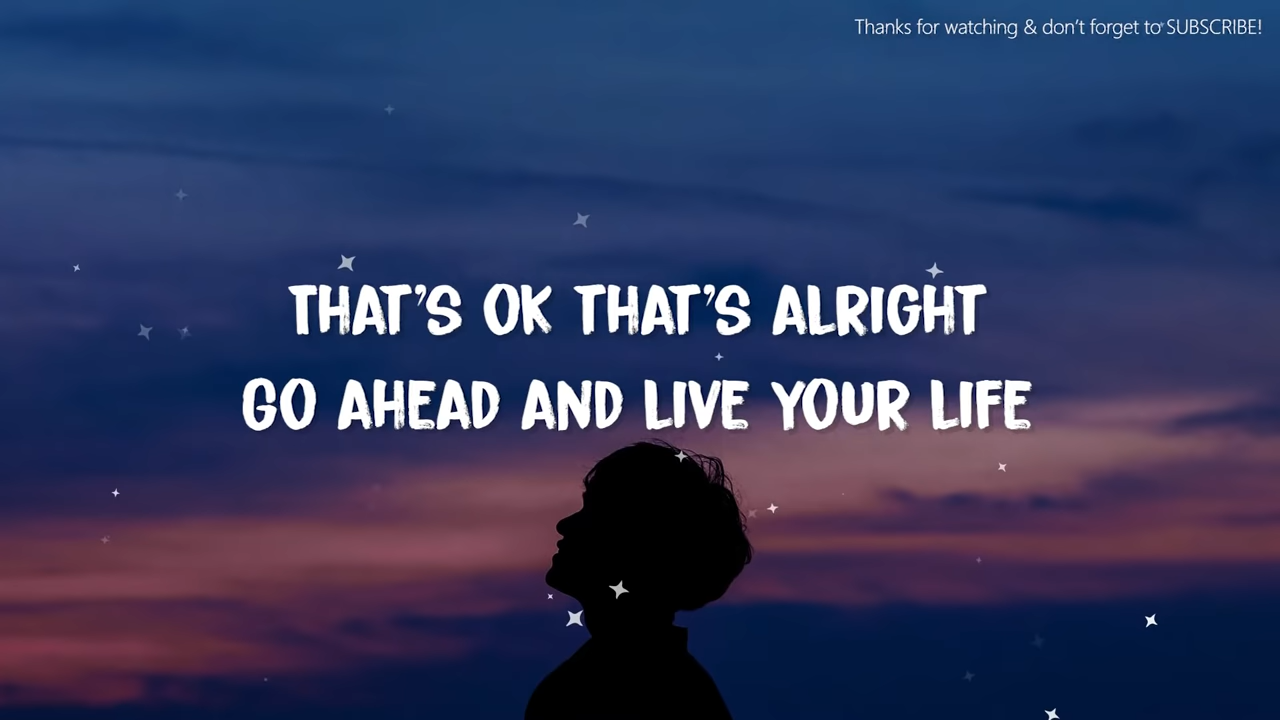 Thanks for watching & don't forget to SUBSCRIBE!
THAT'S OK THAT'S ALRIGHT
GO AHEAD AND LIVE YOUR LIFE